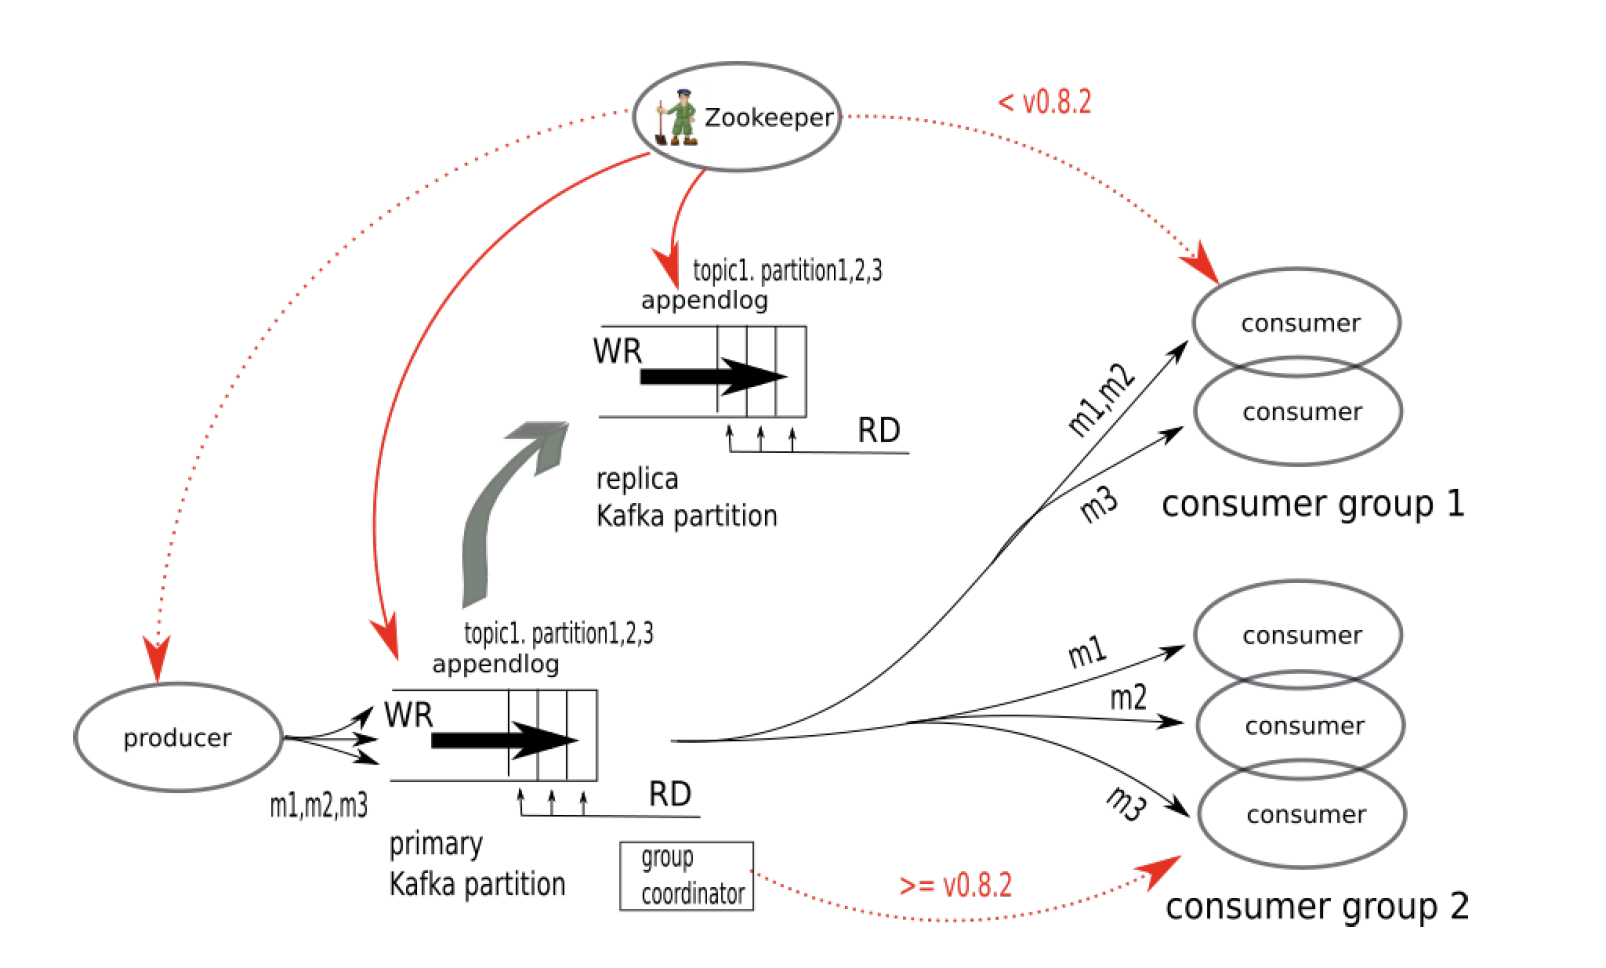 Zookeeper
< v0.8.2
topic1. partition1,2,3
appendlog
WR
RD
replica
Kafka partition
consumer
consumer
m1,m2
m3
consumer group 1
topic1. partition1,2,3
appendlog
producer
WR
RD
m1,m2,m3
primary
Kafka partition
group
coordinator
>= v0.8.2
m1
m2
m3
consumer
consumer
consumer
consumer group 2